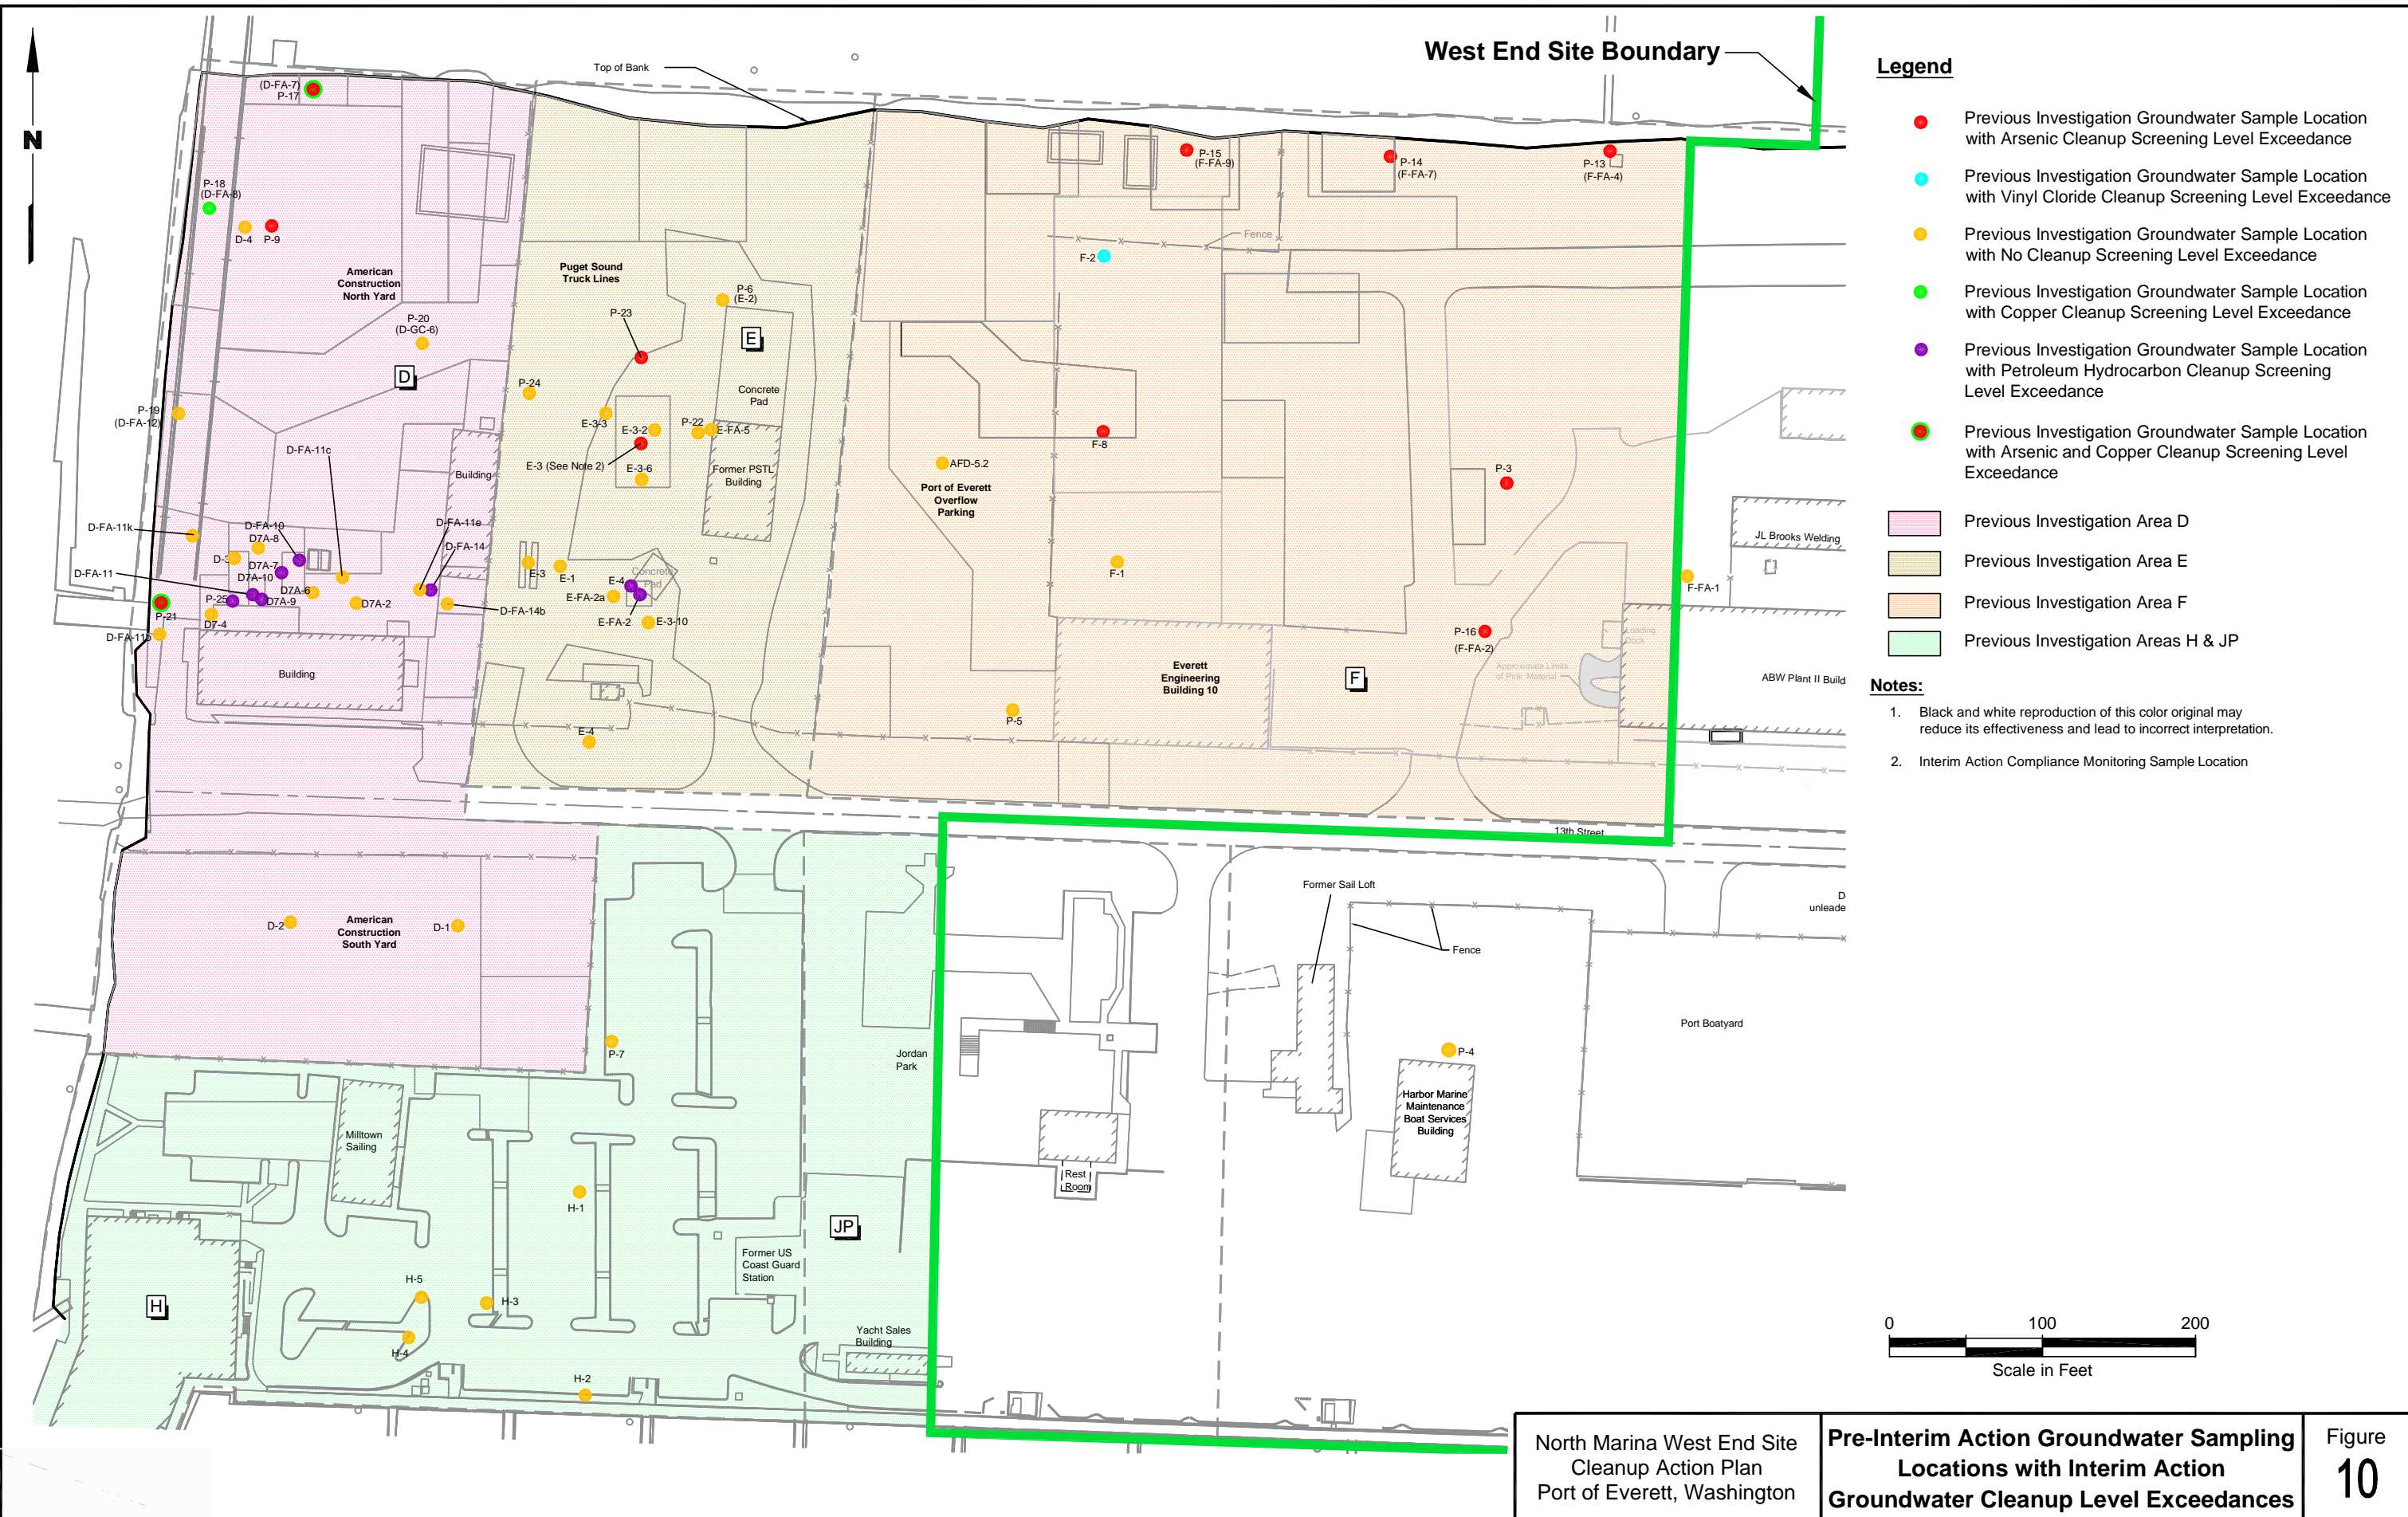 West End Site Boundary
Top of Bank
N
(D-FA-7)
P-17
P-18
(D-FA-8)
D-4
P-9
American
Construction
North Yard
P-20
(D-GC-6)
D
P-19
(D-FA-12)
D-FA-11c
Building
D-FA-11k
D-FA-10
D7A-8
D-FA-11e
D-FA-14
D-3
D7A-7
D7A-10
D-FA-11
D7A-6
P-25
D7A-9
D7A-2
D-FA-14b
P-21
D7-4
D-FA-11b
Building
Puget Sound
Truck Lines
P-6
(E-2)
P-23
E
P-24
Concrete
Pad
E-3-3
E-3-2
P-22
E-FA-5
E-3 (See Note 2)
E-3-6
Former PSTL
Building
E-3
E-1
E-4
Concrete
Pad
E-FA-2a
E-FA-2
E-3-10
E-4
P-15
(F-FA-9)
P-14
(F-FA-7)
P-13
(F-FA-4)
Fence
F-2
F-8
AFD-5.2
Port of Everett
Overflow
Parking
P-3
F-1
P-16
(F-FA-2)
Loading
Dock
Approximate Limits
of Pink Material
Everett
Engineering
Building 10
F
P-5
F-FA-1
JL Brooks Welding
ABW Plant II Build
13th Street
D-2
American
Construction
South Yard
D-1
P-7
Jordan
Park
Former Sail Loft
Fence
D
unleade
Port Boatyard
P-4
Harbor Marine
Maintenance
Boat Services
Building
Milltown
Sailing
Rest
Room
H-1
JP
Former US
Coast Guard
Station
H-5
H-3
H
H-4
Yacht Sales
Building
H-2
Legend
Previous Investigation Groundwater Sample Location
with Arsenic Cleanup Screening Level Exceedance
Previous Investigation Groundwater Sample Location
with Vinyl Cloride Cleanup Screening Level Exceedance
Previous Investigation Groundwater Sample Location
with No Cleanup Screening Level Exceedance
Previous Investigation Groundwater Sample Location
with Copper Cleanup Screening Level Exceedance
Previous Investigation Groundwater Sample Location
with Petroleum Hydrocarbon Cleanup Screening
Level Exceedance
Previous Investigation Groundwater Sample Location
with Arsenic and Copper Cleanup Screening Level
Exceedance
Previous Investigation Area D
Previous Investigation Area E
Previous Investigation Area F
Previous Investigation Areas H & JP
Notes:
1. Black and white reproduction of this color original may
reduce its effectiveness and lead to incorrect interpretation.
2. Interim Action Compliance Monitoring Sample Location
0 100 200
Scale in Feet
North Marina West End Site
Cleanup Action Plan
Port of Everett, Washington
Pre-Interim Action Groundwater Sampling
Locations with Interim Action
Groundwater Cleanup Level Exceedances
Figure
10